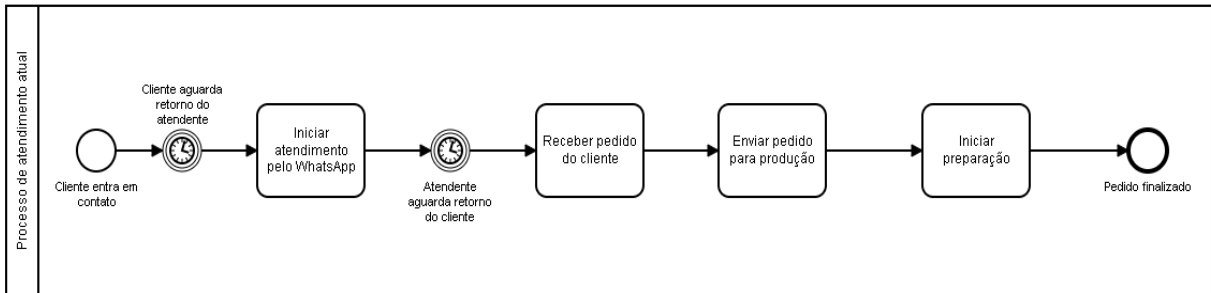 Processo de atendimento atual
Cliente entra em
contato
Cliente aguarda
retorno do
atendente
Iniciar
atendimento
pelo WhatsApp
Atendente
aguarda retorno
do cliente
Receber pedido
do cliente
Enviar pedido
para produção
Iniciar
preparação
Pedido finalizado